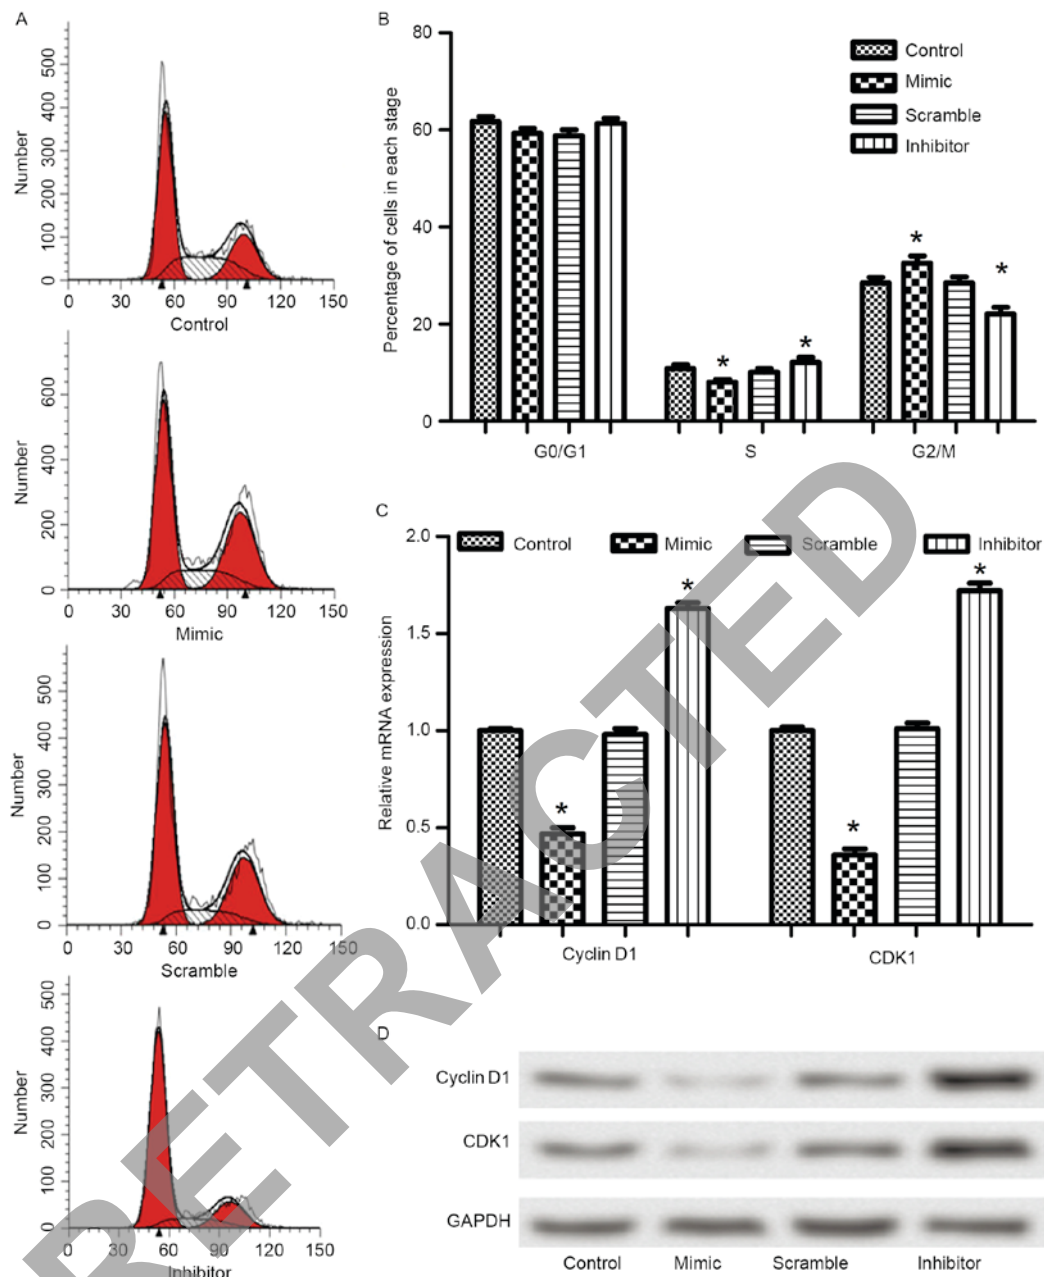 A
Number
500
400
300
200
100
0
0 30 60 90 120 150
Control
Number
600
400
200
0
0 30 60 90 120 150
Mimic
Number
500
400
300
200
100
0
0 30 60 90 120 150
Scramble
Number
500
400
300
200
100
0
0 30 60 90 120 150
Inhibitor
B
Percentage of cells in each stage
80
60
40
20
0
Control
Mimic
Scramble
Inhibitor
* * * *
G0/G1 S G2/M
C
Relative mRNA expression
2.0
1.5
1.0
0.5
0.0
Control Mimic Scramble Inhibitor
* * * *
Cyclin D1 CDK1
D
Cyclin D1
CDK1
GAPDH
Control Mimic Scramble Inhibitor
RETRACTED